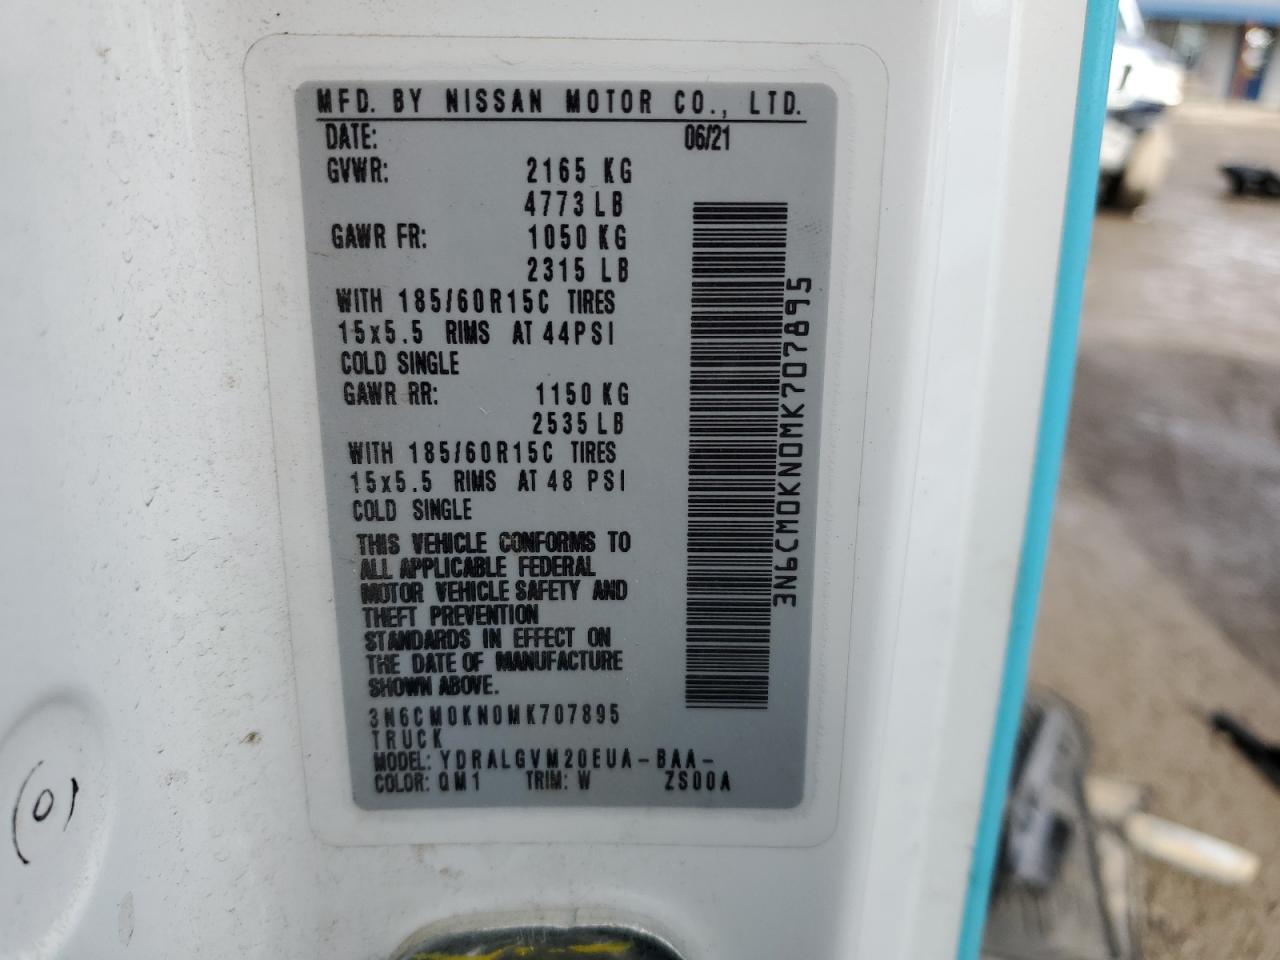 MFD. BY NISSAN MOTOR CO., LTD.
DATE: 06/21
GVWR: 2165 KG
4773 LB
GAWR FR: 1050 KG
2315 LB
WITH 185/60R15C TIRES
15x5.5 RIMS AT 44PSI
COLD SINGLE
GAWR RR: 1150 KG
2535 LB
WITH 185/60R15C TIRES
15x5.5 RIMS AT 48 PSI
COLD SINGLE
THIS VEHICLE CONFORMS TO
ALL APPLICABLE FEDERAL
MOTOR VEHICLE SAFETY AND
THEFT PREVENTION
STANDARDS IN EFFECT ON
THE DATE OF MANUFACTURE
SHOWN ABOVE.
3N6CM0KN0MK707895
TRUCK
MODEL: YDRALGVM20EUA-BAA-
COLOR: QM1 TRIM: W ZS00A
3N6CM0KN0MK707895
(0)